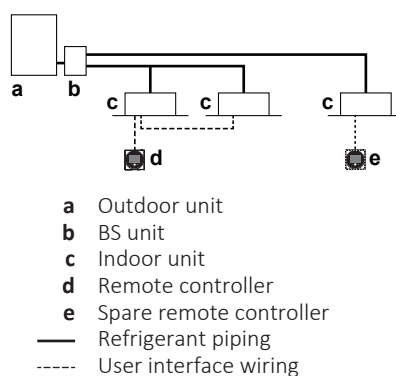 a b c c c
d e
a Outdoor unit
b BS unit
c Indoor unit
d Remote controller
e Spare remote controller
Refrigerant piping
User interface wiring